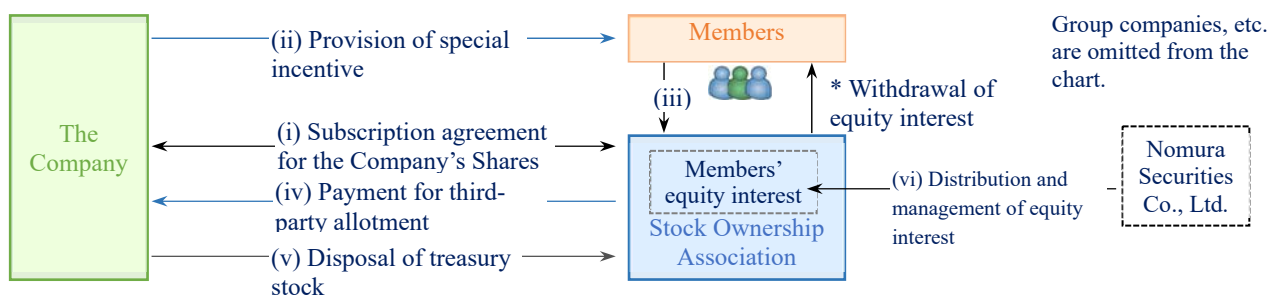 The
Company
(ii) Provision of special
incentive
Members
Group companies, etc.
are omitted from the
chart.
(iii)
* Withdrawal of
equity interest
(i) Subscription agreement
for the Company’s Shares
Members’
equity interest
Stock Ownership
Association
(iv) Payment for third-
party allotment
(v) Disposal of treasury
stock
(vi) Distribution and
management of equity
interest
Nomura
Securities
Co., Ltd.